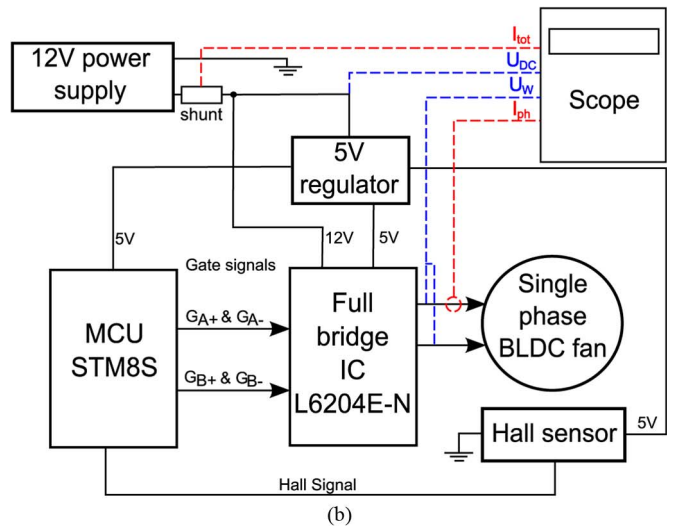 12V power
supply
shunt
I_tot
U_DC
U_W
I_ph
Scope
5V
regulator
5V
12V
5V
Gate signals
MCU
STM8S
G_A+ & G_A-
G_B+ & G_B-
Full
bridge
IC
L6204E-N
Single
phase
BLDC fan
Hall sensor
5V
Hall Signal
(b)